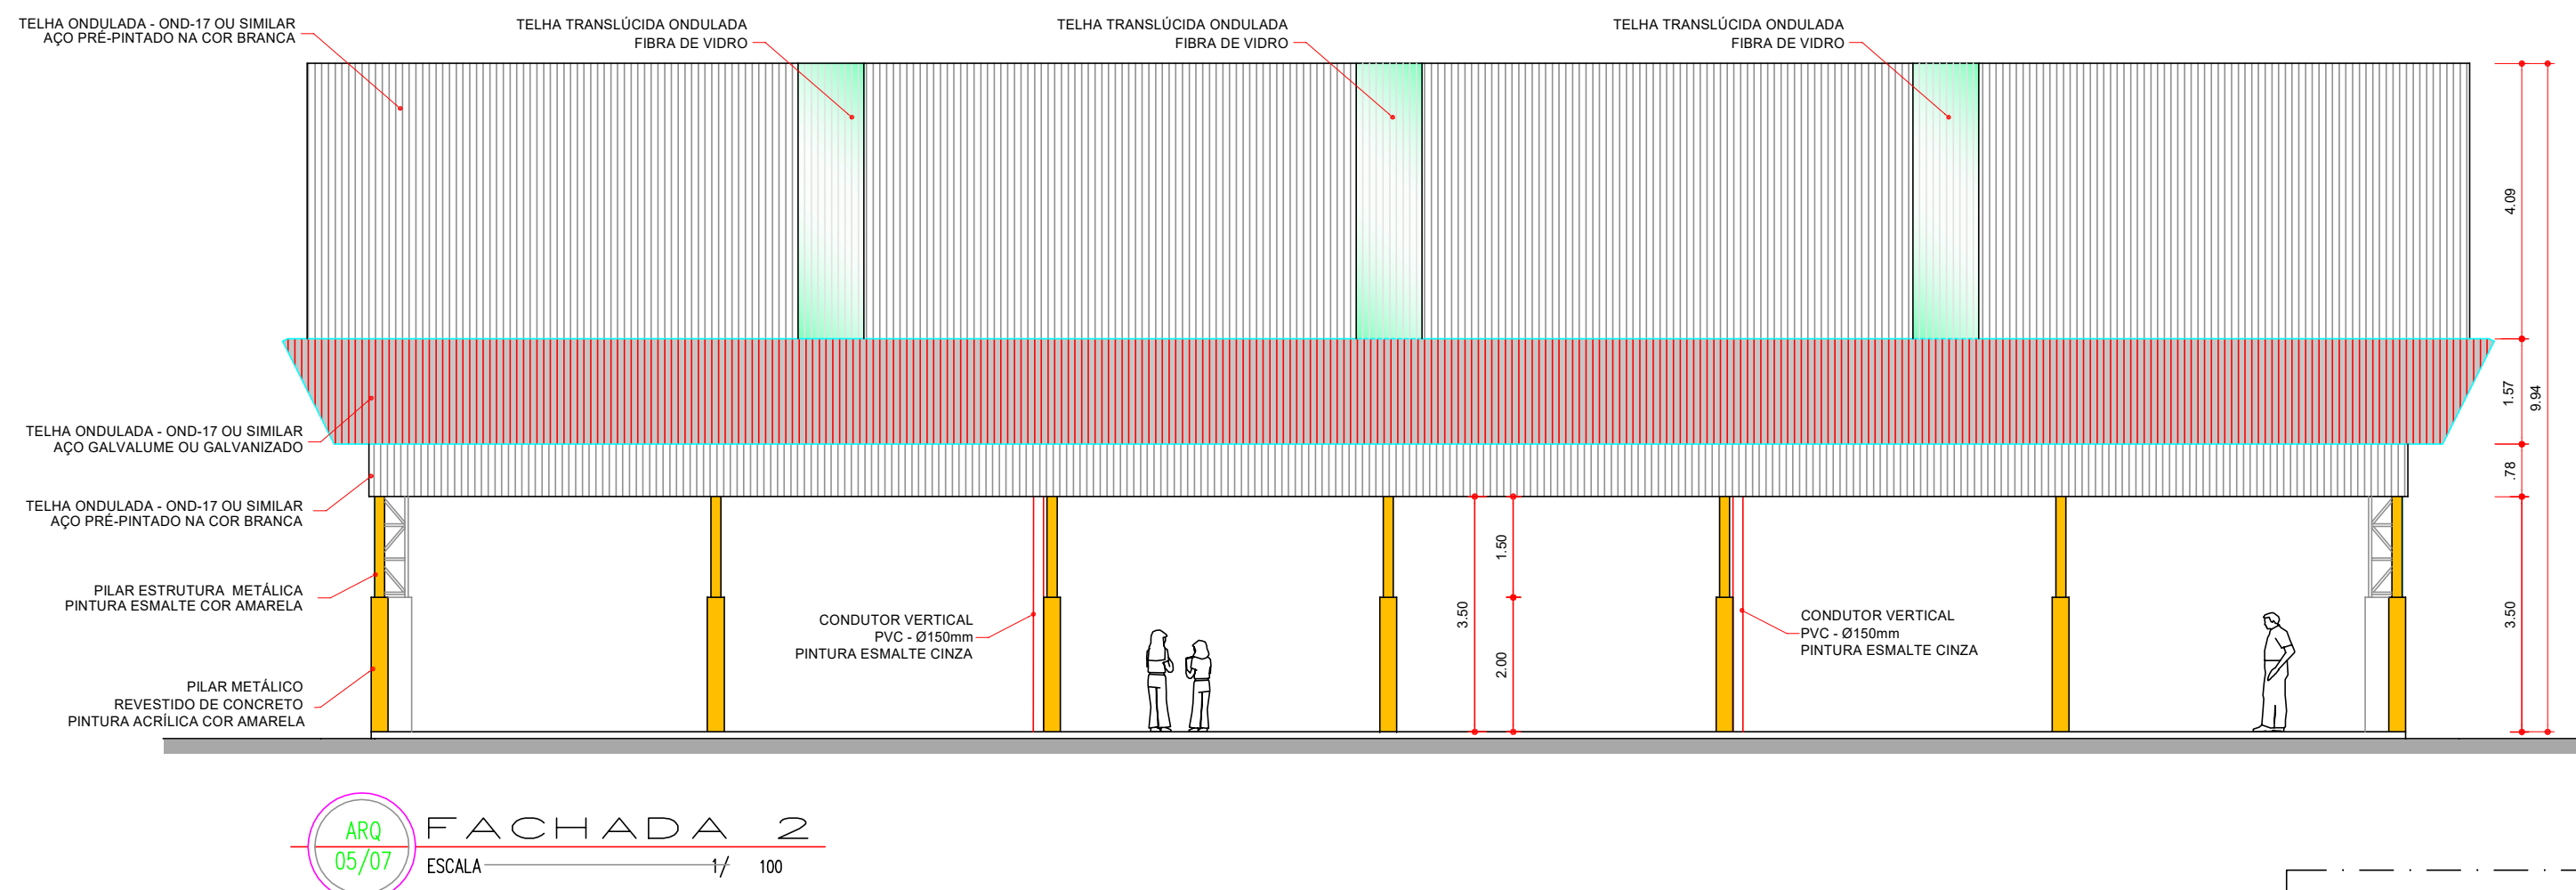 TELHA ONDULADA - OND-17 OU SIMILAR
AÇO PRÉ-PINTADO NA COR BRANCA
TELHA TRANSLÚCIDA ONDULADA
FIBRA DE VIDRO
TELHA TRANSLÚCIDA ONDULADA
FIBRA DE VIDRO
TELHA TRANSLÚCIDA ONDULADA
FIBRA DE VIDRO
4.09
1.57
9.94
.78
3.50
TELHA ONDULADA - OND-17 OU SIMILAR
AÇO GALVALUME OU GALVANIZADO
TELHA ONDULADA - OND-17 OU SIMILAR
AÇO PRÉ-PINTADO NA COR BRANCA
PILAR ESTRUTURA METÁLICA
PINTURA ESMALTE COR AMARELA
PILAR METÁLICO
REVESTIDO DE CONCRETO
PINTURA ACRÍLICA COR AMARELA
CONDUTOR VERTICAL
PVC - Ø150mm
PINTURA ESMALTE CINZA
3.50
1.50
2.00
CONDUTOR VERTICAL
PVC - Ø150mm
PINTURA ESMALTE CINZA
ARQ
05/07
FACHADA 2
ESCALA 1/ 100